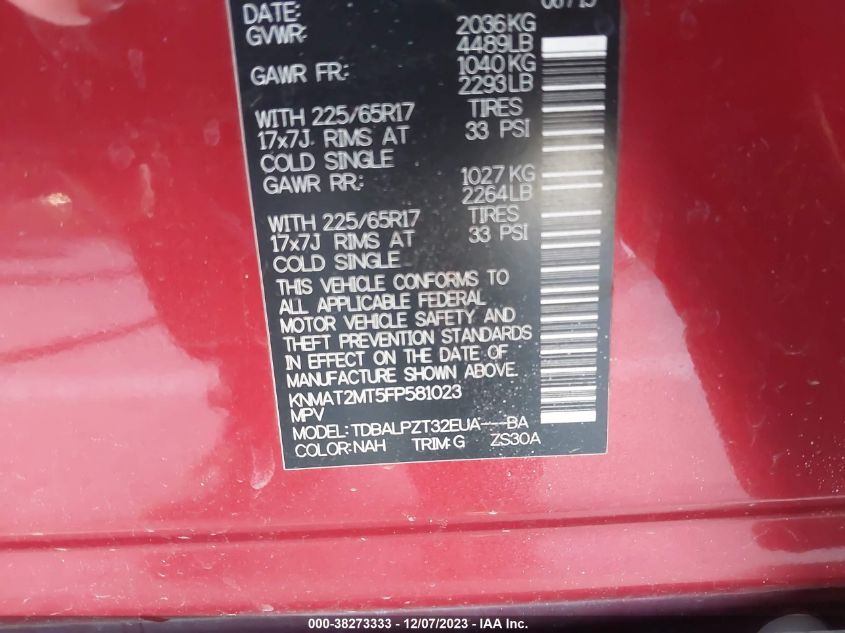 DATE:
GVWR: 2036KG
4489LB
GAWR FR: 1040KG
2293LB
WITH 225/65R17 TIRES
17x7J RIMS AT 33 PSI
COLD SINGLE
GAWR RR: 1027 KG
2264LB
WITH 225/65R17 TIRES
17x7J RIMS AT 33 PSI
COLD SINGLE
THIS VEHICLE CONFORMS TO
ALL APPLICABLE FEDERAL
MOTOR VEHICLE SAFETY AND
THEFT PREVENTION STANDARDS
IN EFFECT ON THE DATE OF
MANUFACTURE SHOWN ABOVE.
KNMAT2MT5FP581023
MPV
MODEL:TDBALPZT32EUA---BA
COLOR:NAH TRIM:G ZS30A
000-38273333 - 12/07/2023 - IAA Inc.